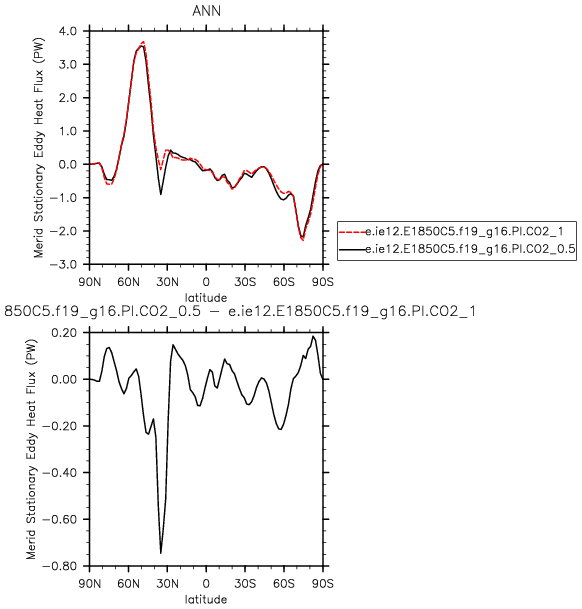 ANN
Merid Stationary Eddy Heat Flux (PW)
4.0
3.0
2.0
1.0
0.0
-1.0
-2.0
-3.0
90N 60N 30N 0 30S 60S 90S
latitude
e.ie12.E1850C5.f19_g16.PI.CO2_1
e.ie12.E1850C5.f19_g16.PI.CO2_0.5
850C5.f19_g16.PI.CO2_0.5 - e.ie12.E1850C5.f19_g16.PI.CO2_1
Merid Stationary Eddy Heat Flux (PW)
0.20
0.00
-0.20
-0.40
-0.60
-0.80
90N 60N 30N 0 30S 60S 90S
latitude